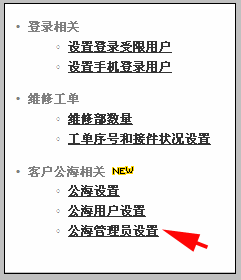 登录相关
设置登录受限用户
设置手机登录用户
维修工单
维修部数量
工单序号和接件状况设置
客户公海相关 NEW
公海设置
公海用户设置
公海管理员设置